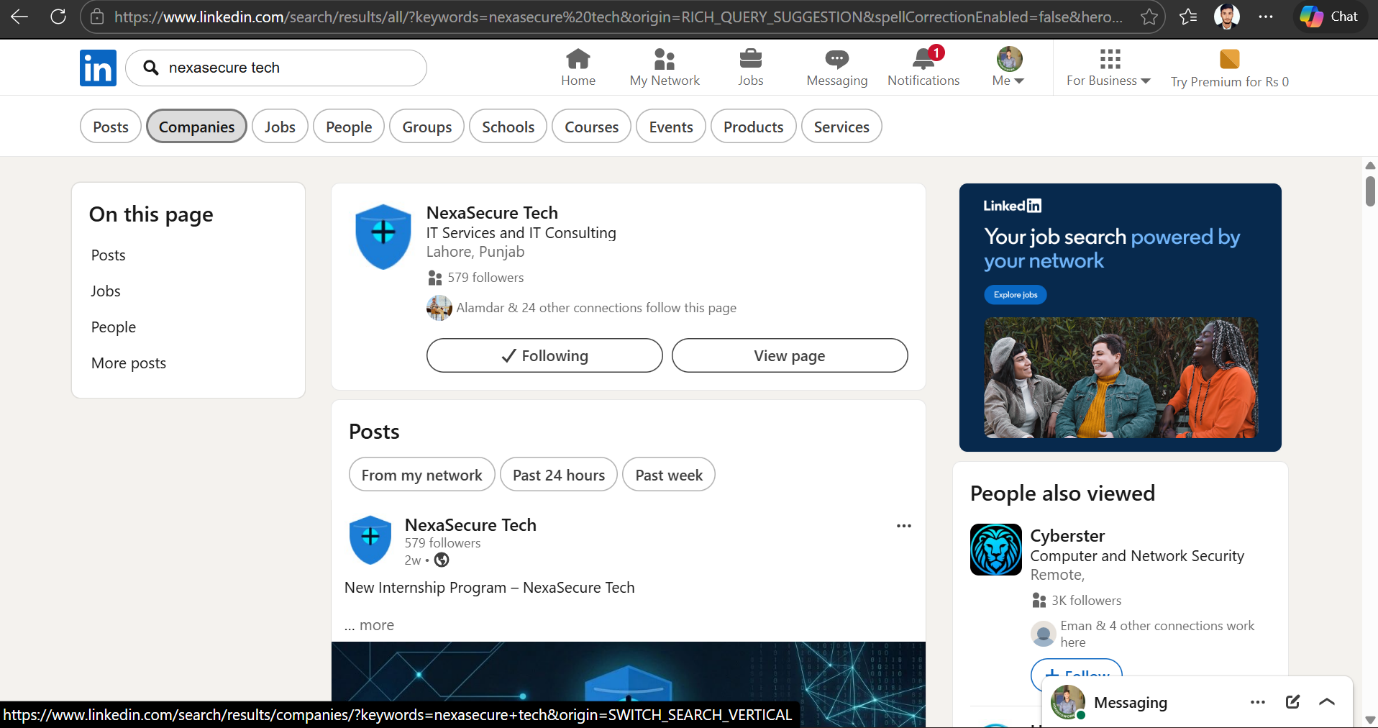 https://www.linkedin.com/search/results/all/?keywords=nexasecure%20tech&origin=RICH_QUERY_SUGGESTION&spellCorrectionEnabled=false&hero...
Chat
in
nexasecure tech
Home
My Network
Jobs
Messaging
1
Notifications
Me
For Business
Try Premium for Rs 0
Posts
Companies
Jobs
People
Groups
Schools
Courses
Events
Products
Services
On this page
Posts
Jobs
People
More posts
NexaSecure Tech
IT Services and IT Consulting
Lahore, Punjab
579 followers
Alamdar & 24 other connections follow this page
Following
View page
Posts
From my network
Past 24 hours
Past week
NexaSecure Tech
579 followers
2w •
New Internship Program – NexaSecure Tech
... more
LinkedIn
Your job search powered by
your network
Explore jobs
People also viewed
Cyberster
Computer and Network Security
Remote,
3K followers
Eman & 4 other connections work
here
+ Follow
Messaging
https://www.linkedin.com/search/results/companies/?keywords=nexasecure+tech&origin=SWITCH_SEARCH_VERTICAL